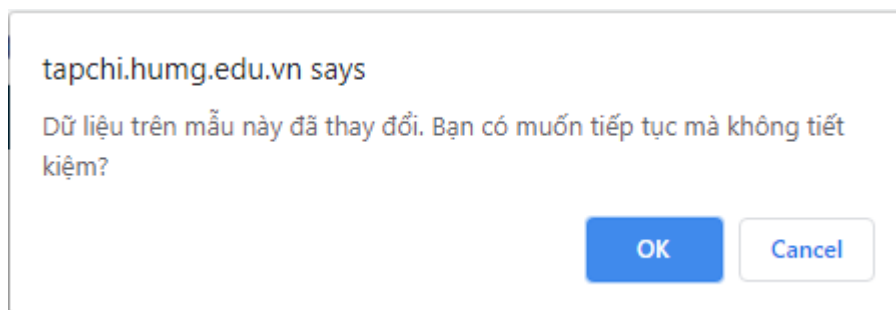 tapchi.humg.edu.vn says
Dữ liệu trên mẫu này đã thay đổi. Bạn có muốn tiếp tục mà không tiết
kiệm?
OK Cancel